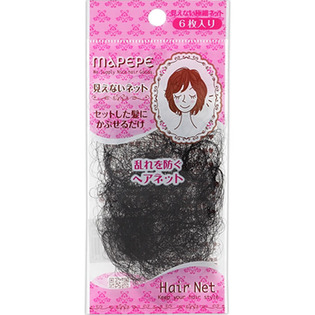 見えない極細ネット
6枚入り
mapepe
見えないネット
セットした髪に
かぶせるだけ
乱れを防ぐ
ヘアネット
Hair Net
Keep your hair style